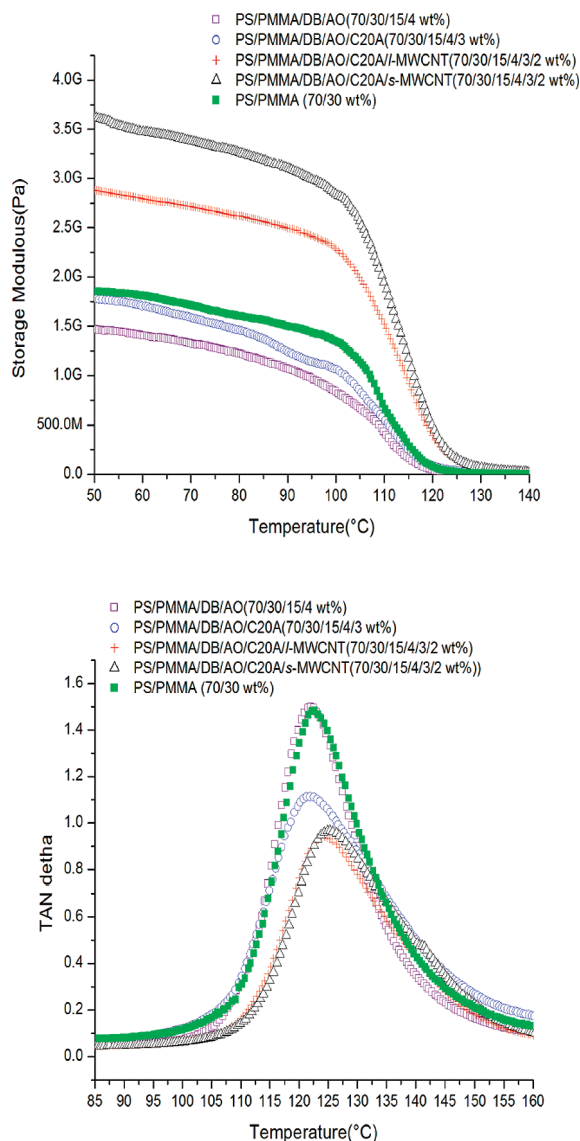 PS/PMMA/DB/AO(70/30/15/4 wt%)
PS/PMMA/DB/AO/C20A(70/30/15/4/3 wt%)
PS/PMMA/DB/AO/C20A/l-MWCNT(70/30/15/4/3/2 wt%)
PS/PMMA/DB/AO/C20A/s-MWCNT(70/30/15/4/3/2 wt%)
PS/PMMA (70/30 wt%)
4.0G
3.5G
3.0G
2.5G
2.0G
1.5G
1.0G
500.0M
0.0
Storage Modulous(Pa)
50 60 70 80 90 100 110 120 130 140
Temperature(°C)
PS/PMMA/DB/AO(70/30/15/4 wt%)
PS/PMMA/DB/AO/C20A(70/30/15/4/3 wt%)
PS/PMMA/DB/AO/C20A/l-MWCNT(70/30/15/4/3/2 wt%)
PS/PMMA/DB/AO/C20A/s-MWCNT(70/30/15/4/3/2 wt%))
PS/PMMA (70/30 wt%)
1.6
1.4
1.2
1.0
0.8
0.6
0.4
0.2
0.0
TAN detha
85 90 95 100 105 110 115 120 125 130 135 140 145 150 155 160
Temperature(°C)